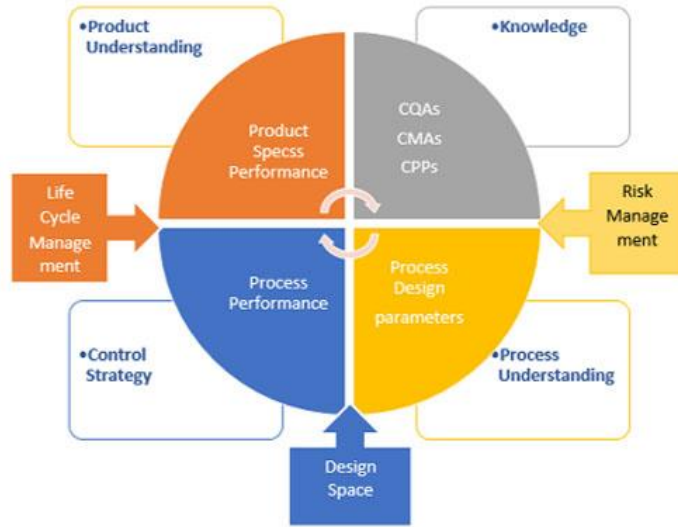 •Product
Understanding
•Knowledge
Product
Specss
Performance
CQAs
CMAs
CPPs
Life
Cycle
Manage
ment
Risk
Manage
ment
Process
Performance
Process
Design
parameters
•Control
Strategy
•Process
Understanding
Design
Space